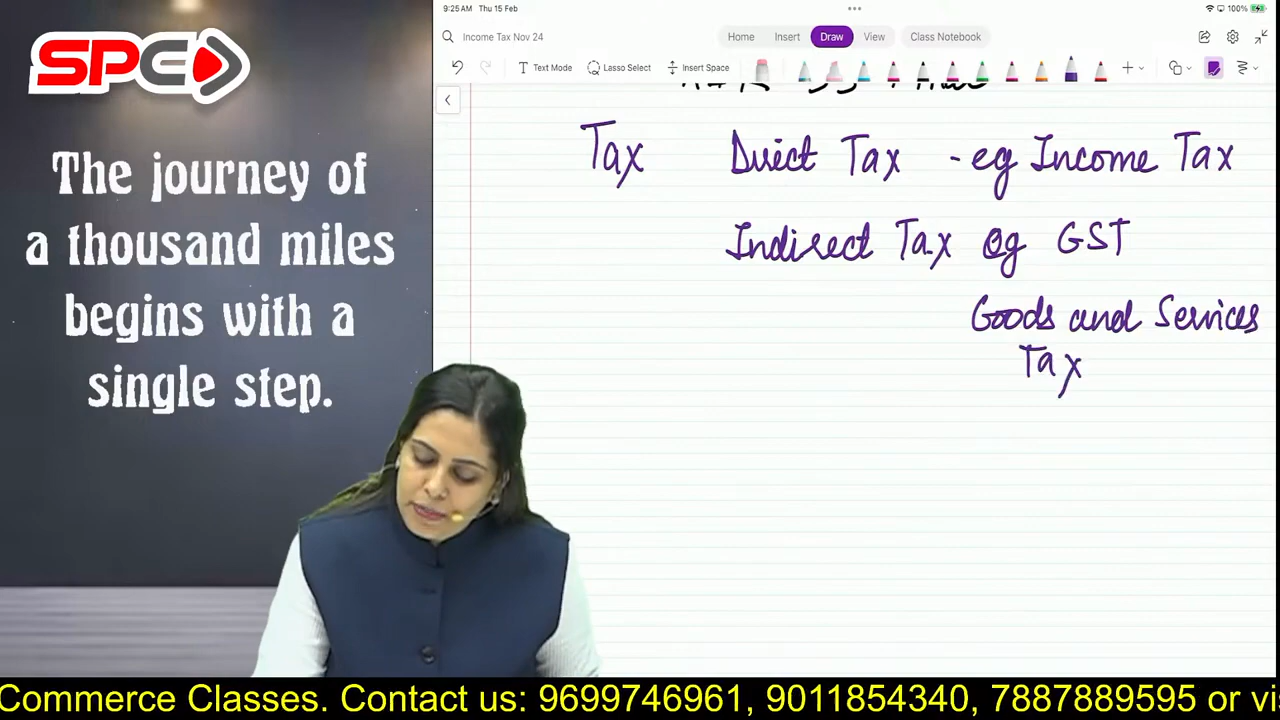 9:25 AM Thu 15 Feb
100%
Income Tax Nov 24
Home Insert Draw View Class Notebook
Text Mode Lasso Select Insert Space
SPC
The journey of
a thousand miles
begins with a
single step.
Tax Direct Tax - eg Income Tax
Indirect Tax eg GST
Goods and Services
Tax
Commerce Classes. Contact us: 9699746961, 9011854340, 7887889595 or